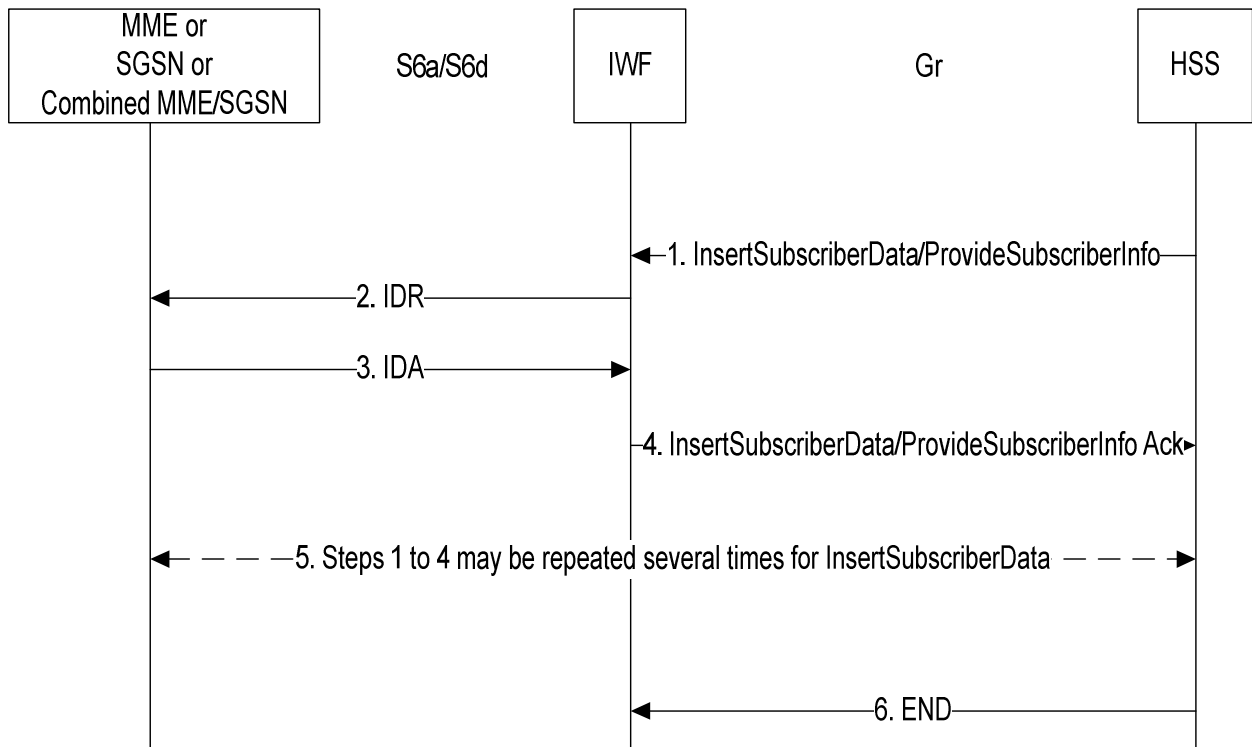 MME or
SGSN or
Combined MME/SGSN
S6a/S6d
IWF
Gr
HSS
1. InsertSubscriberData/ProvideSubscriberInfo
2. IDR
3. IDA
4. InsertSubscriberData/ProvideSubscriberInfo Ack
5. Steps 1 to 4 may be repeated several times for InsertSubscriberData
6. END